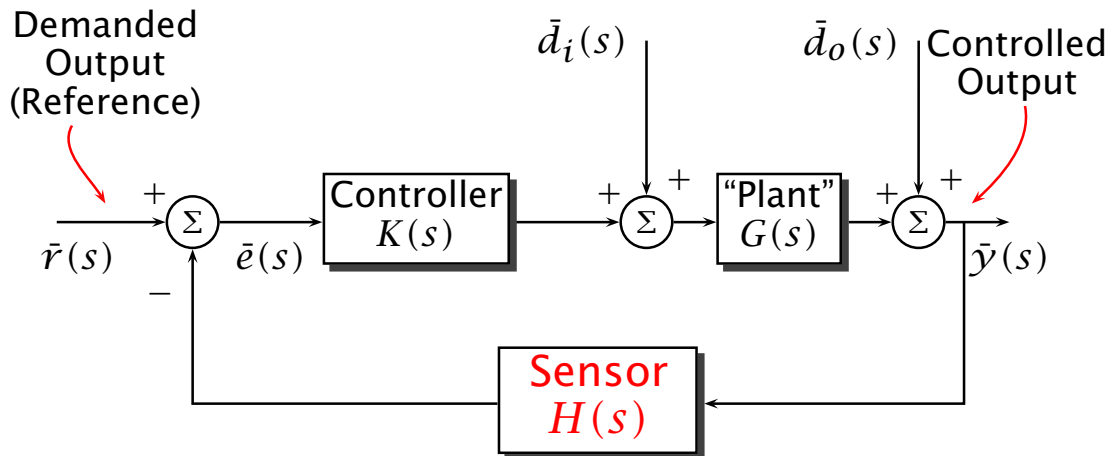 Demanded
Output
(Reference)
d̄ᵢ(s)
d̄ₒ(s)
Controlled
Output
+
Σ
r̄(s)
−
ē(s)
Controller
K(s)
+
+
Σ
“Plant”
G(s)
+
+
Σ
ȳ(s)
Sensor
H(s)